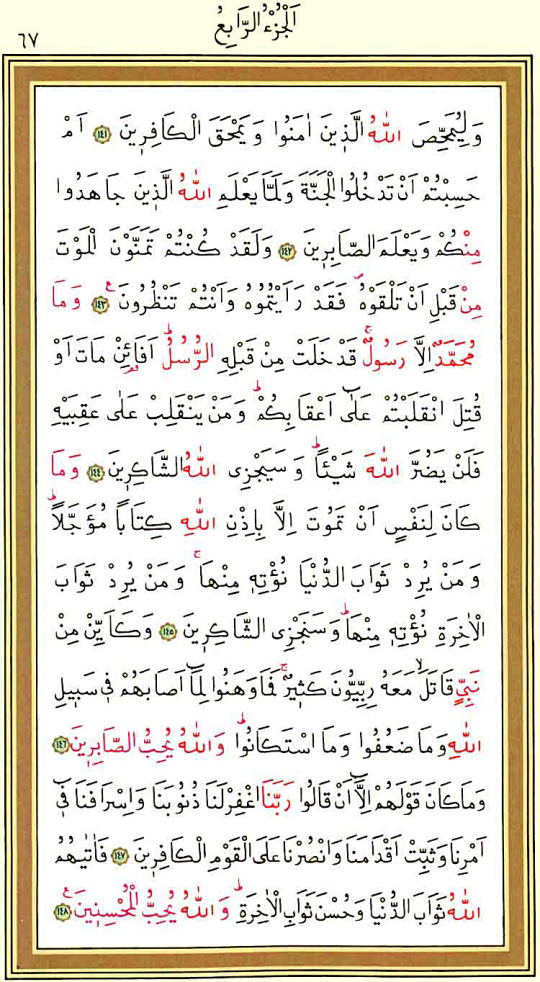 اَلْجُزْءُ الرَّابِعُ
٦٧
وَلِيُمَحِّصَ اللّٰهُ الَّذ۪ينَ اٰمَنُوا وَيَمْحَقَ الْكَافِر۪ينَ ﴿١٤١﴾ اَمْ
حَسِبْتُمْ اَنْ تَدْخُلُوا الْجَنَّةَ وَلَمَّا يَعْلَمِ اللّٰهُ الَّذ۪ينَ جَاهَدُوا
مِنْكُمْ وَيَعْلَمَ الصَّابِر۪ينَ ﴿١٤٢﴾ وَلَقَدْ كُنْتُمْ تَمَنَّوْنَ الْمَوْتَ
مِنْ قَبْلِ اَنْ تَلْقَوْهُۖ فَقَدْ رَاَيْتُمُوهُ وَاَنْتُمْ تَنْظُرُونَ۟ ﴿١٤٣﴾ وَمَا
مُحَمَّدٌ اِلَّا رَسُولٌۚ قَدْ خَلَتْ مِنْ قَبْلِهِ الرُّسُلُۜ اَفَا۬ئِنْ مَاتَ اَوْ
قُتِلَ انْقَلَبْتُمْ عَلٰٓى اَعْقَابِكُمْۜ وَمَنْ يَنْقَلِبْ عَلٰى عَقِبَيْهِ
فَلَنْ يَضُرَّ اللّٰهَ شَيْـٔاًۜ وَسَيَجْزِي اللّٰهُ الشَّاكِر۪ينَ ﴿١٤٤﴾ وَمَا
كَانَ لِنَفْسٍ اَنْ تَمُوتَ اِلَّا بِاِذْنِ اللّٰهِ كِتَاباً مُؤَجَّلاًۜ
وَمَنْ يُرِدْ ثَوَابَ الدُّنْيَا نُؤْتِه۪ مِنْهَاۚ وَمَنْ يُرِدْ ثَوَابَ
الْاٰخِرَةِ نُؤْتِه۪ مِنْهَاۜ وَسَنَجْزِي الشَّاكِر۪ينَ ﴿١٤٥﴾ وَكَاَيِّنْ مِنْ
نَبِيٍّ قَاتَلَۙ مَعَهُ رِبِّيُّونَ كَث۪يرٌۚ فَمَا وَهَنُوا لِمَٓا اَصَابَهُمْ ف۪ي سَب۪يلِ
اللّٰهِ وَمَا ضَعُفُوا وَمَا اسْتَكَانُواۜ وَاللّٰهُ يُحِبُّ الصَّابِر۪ينَ ﴿١٤٦﴾
وَمَا كَانَ قَوْلَهُمْ اِلَّٓا اَنْ قَالُوا رَبَّنَا اغْفِرْ لَنَا ذُنُوبَنَا وَاِسْرَافَنَا ف۪ٓي
اَمْرِنَا وَثَبِّتْ اَقْدَامَنَا وَانْصُرْنَا عَلَى الْقَوْمِ الْكَافِر۪ينَ ﴿١٤٧﴾ فَاٰتٰيهُمُ
اللّٰهُ ثَوَابَ الدُّنْيَا وَحُسْنَ ثَوَابِ الْاٰخِرَةِۜ وَاللّٰهُ يُحِبُّ الْمُحْسِن۪ينَ۟ ﴿١٤٨﴾